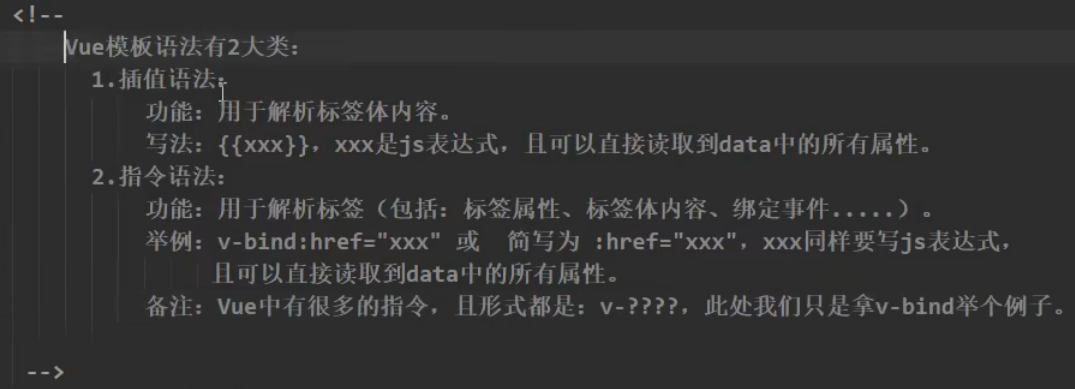 <!--
Vue模板语法有2大类：
1.插值语法：
功能：用于解析标签体内容。
写法：{{xxx}}，xxx是js表达式，且可以直接读取到data中的所有属性。
2.指令语法：
功能：用于解析标签（包括：标签属性、标签体内容、绑定事件.....）。
举例：v-bind:href="xxx" 或  简写为 :href="xxx"，xxx同样要写js表达式，
且可以直接读取到data中的所有属性。
备注：Vue中有很多的指令，且形式都是：v-????，此处我们只是拿v-bind举个例子。
-->